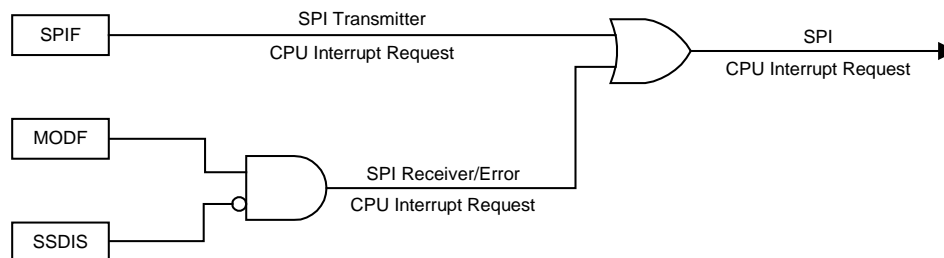 SPIF
SPI Transmitter
CPU Interrupt Request
SPI
CPU Interrupt Request
MODF
SPI Receiver/Error
CPU Interrupt Request
SSDIS